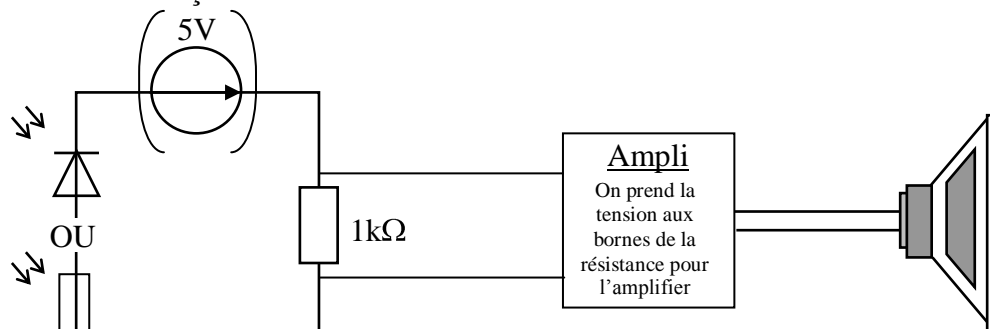 5V
OU
1kΩ
Ampli
On prend la
tension aux
bornes de la
résistance pour
l'amplifier